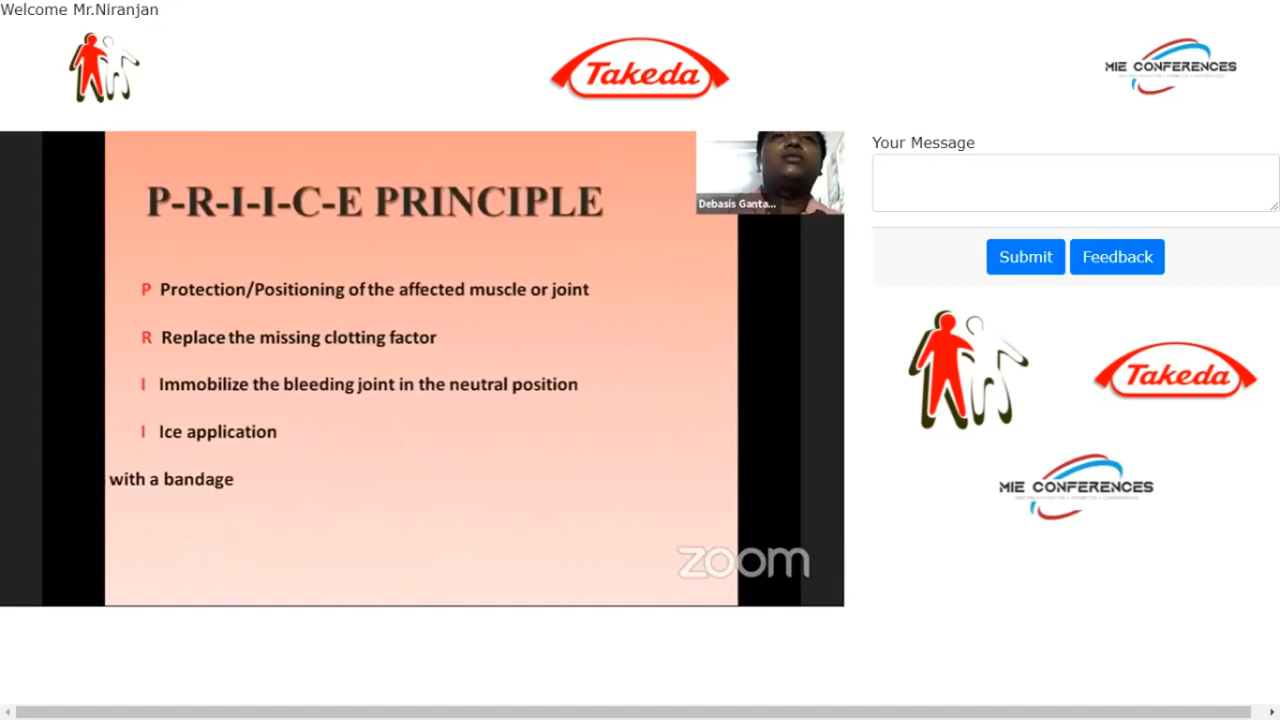 Welcome Mr.Niranjan
Takeda
MIE CONFERENCES
P-R-I-I-C-E PRINCIPLE
Debasis Ganta...
P Protection/Positioning of the affected muscle or joint
R Replace the missing clotting factor
I Immobilize the bleeding joint in the neutral position
I Ice application
with a bandage
zoom
Your Message
Submit
Feedback
Takeda
MIE CONFERENCES